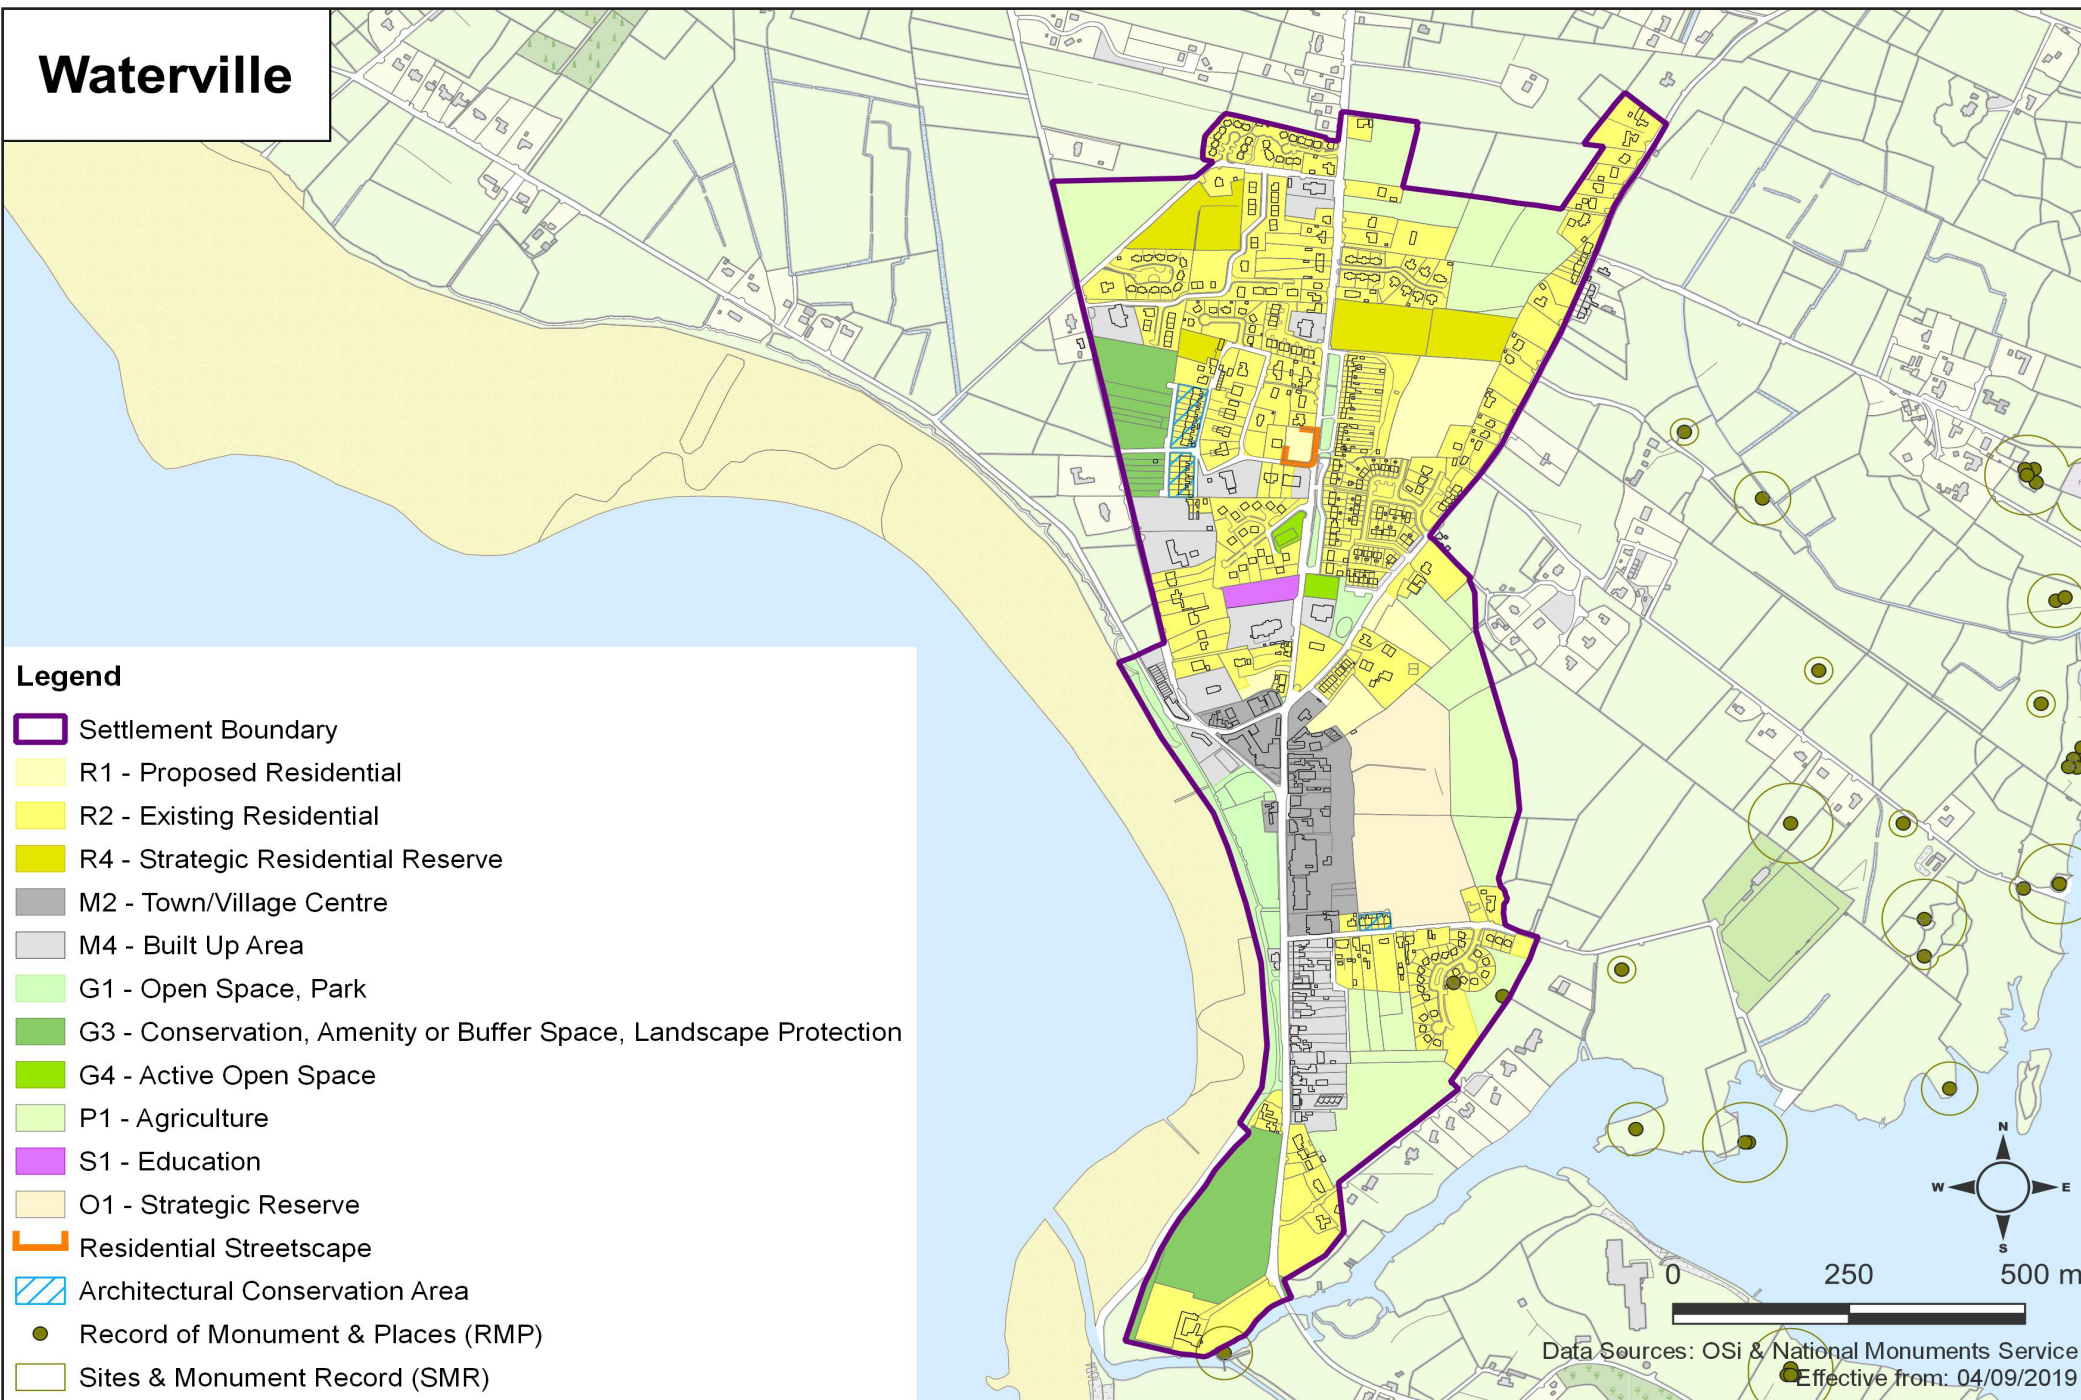 Waterville
Legend
Settlement Boundary
R1 - Proposed Residential
R2 - Existing Residential
R4 - Strategic Residential Reserve
M2 - Town/Village Centre
M4 - Built Up Area
G1 - Open Space, Park
G3 - Conservation, Amenity or Buffer Space, Landscape Protection
G4 - Active Open Space
P1 - Agriculture
S1 - Education
O1 - Strategic Reserve
Residential Streetscape
Architectural Conservation Area
Record of Monument & Places (RMP)
Sites & Monument Record (SMR)
N
W E
S
0 250 500 m
Data Sources: OSi & National Monuments Service
Effective from: 04/09/2019